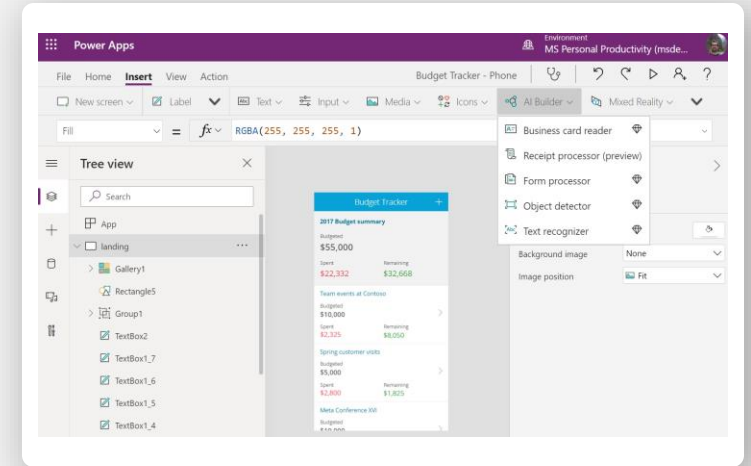 Power Apps
Environment
MS Personal Productivity (msde...
File Home Insert View Action
Budget Tracker - Phone
?
New screen Label Abc Text Input Media Icons AI Builder Mixed Reality
Fill = fx RGBA(255, 255, 255, 1)
Business card reader
Receipt processor (preview)
Form processor
Object detector
Text recognizer
Background image None
Image position Fit
Tree view
Search
App
landing ...
Gallery1
Rectangle5
Group1
TextBox2
TextBox1_7
TextBox1_6
TextBox1_5
TextBox1_4
Budget Tracker +
2017 Budget summary
Budgeted
$55,000
Spent Remaining
$22,332 $32,668
Team events at Contoso
Budgeted
$10,000
Spent Remaining
$2,325 $8,050
Spring customer visits
Budgeted
$5,000
Spent Remaining
$2,800 $1,825
Meta Conference XVI
Budgeted
$10,000